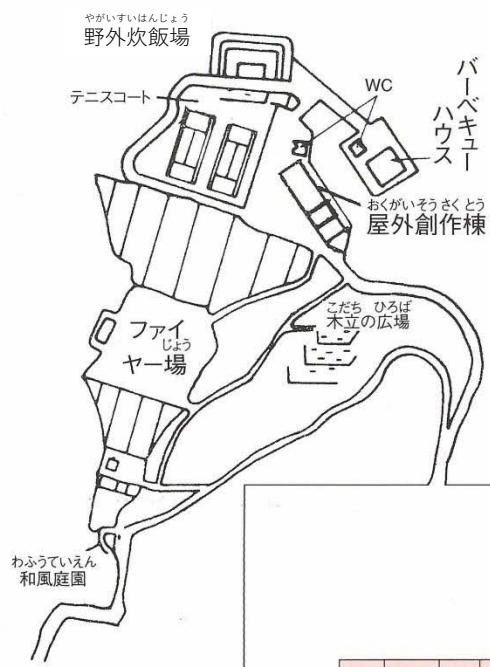 やがいすいはんじょう
野外炊飯場
テニスコート
WC
バーベキュー
ハウス
おくがいそうさくとう
屋外創作棟
こだち ひろば
木立の広場
ファイ
じょう
ヤー場
わふうていえん
和風庭園